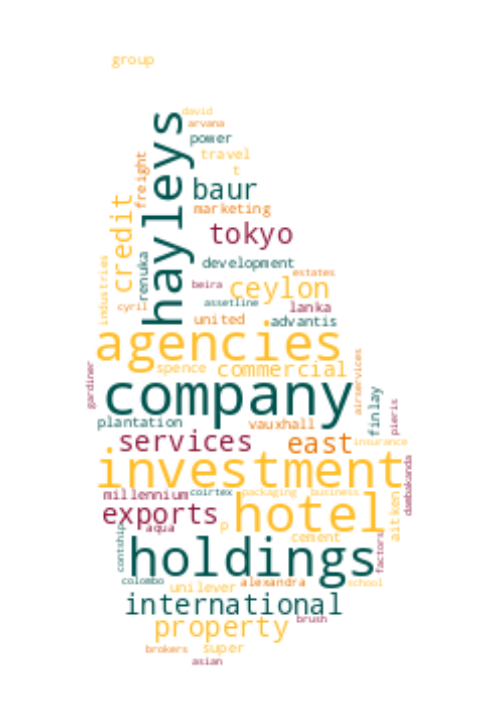 group
david
arvana
power
travel
t
hayleys
freight
baur
marketing
credit
tokyo
renuka
development
industries
estates
beira
ceylon
cyril
assetline
lanka
united
advantis
agencies
spence
commercial
airservices
gardiner
company
finlay
pieris
plantation
vauxhall
services
east
insurance
investment
dambakanda
millennium
coirtex
packaging
business
aitken
exports
hotel
aqua
p
contship
cement
factors
holdings
colombo
unilever
alexandra
school
international
brush
property
brokers
super
asian